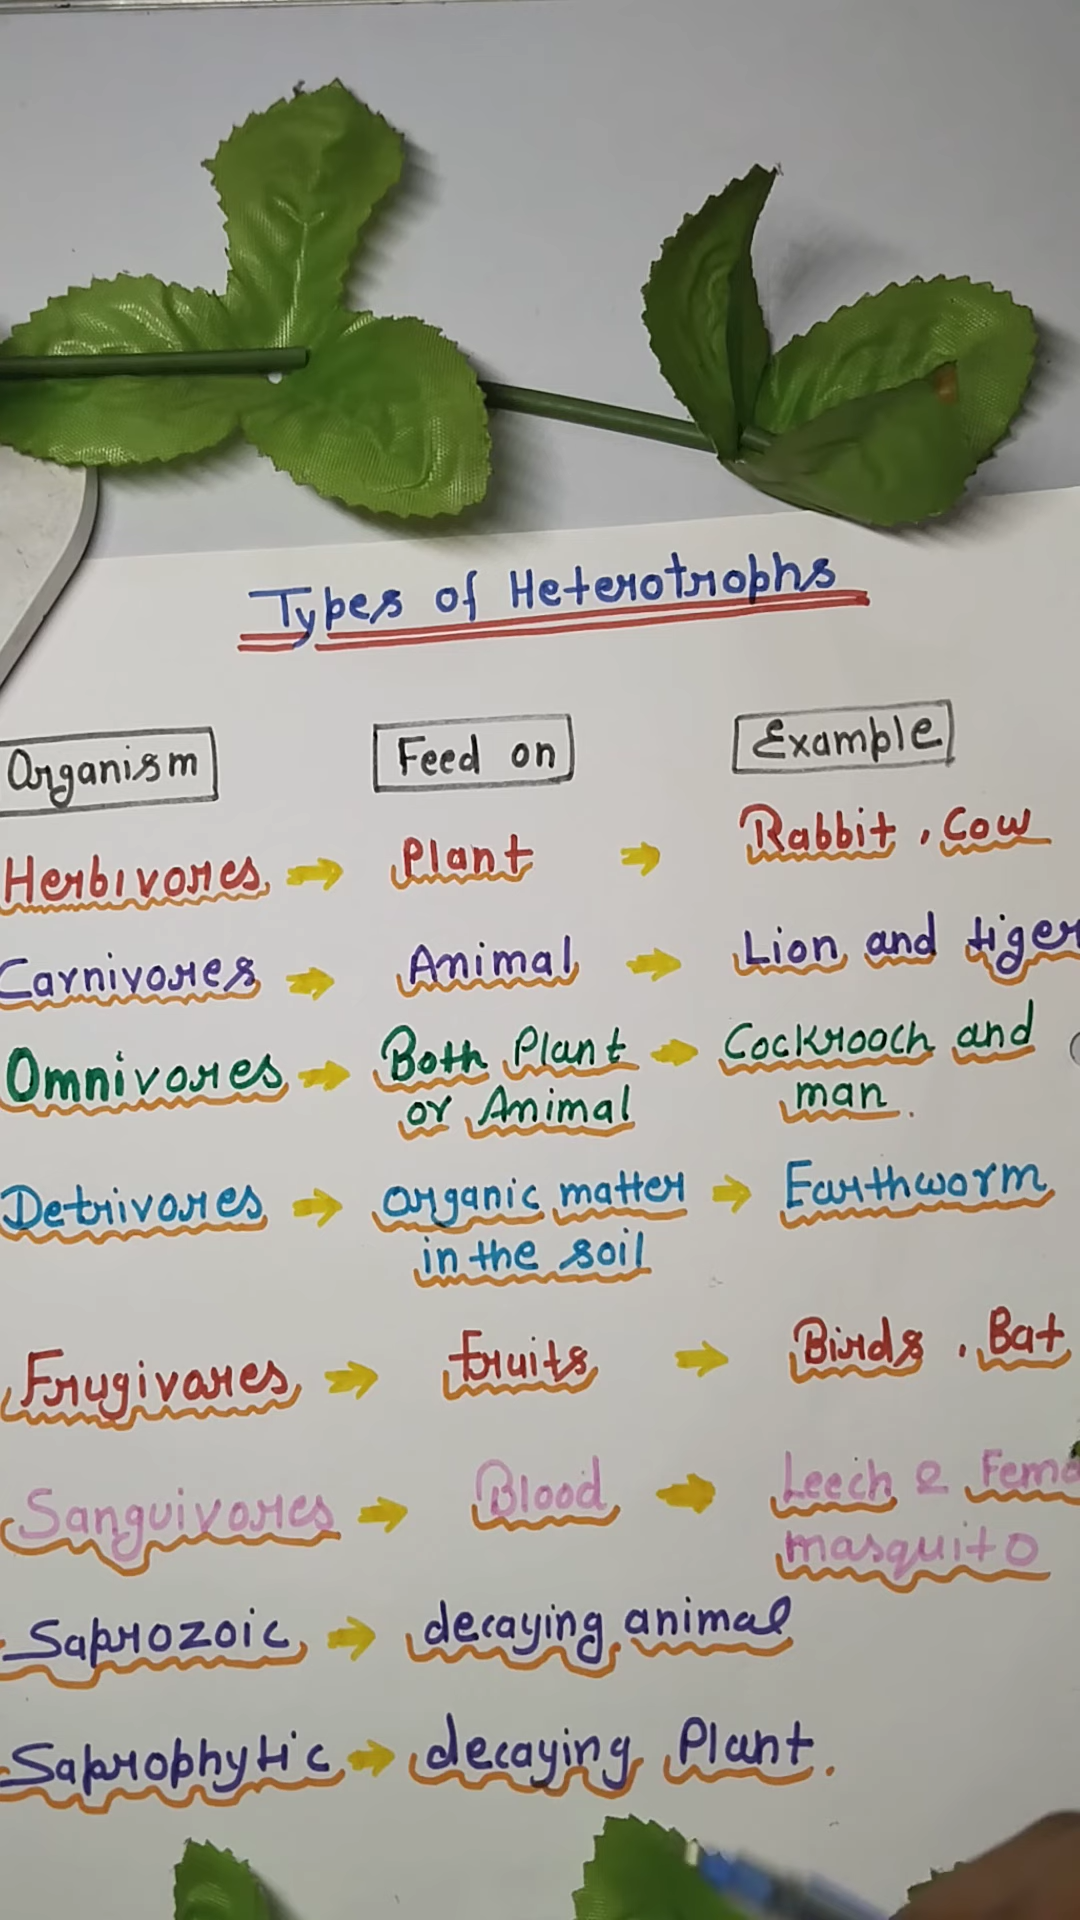 Types of Heterotrophs
Organism Feed on Example
Herbivores Plant Rabbit, Cow
Carnivores Animal Lion and tiger
Omnivores Both Plant Cockrooch and
or Animal man.
Detrivores organic matter Earthworm
in the soil
Frugivares fruits Birds, Bat
Sanguivores Blood Leech & Fema
masquito
Saprozoic decaying animal
Saprophytic decaying Plant.